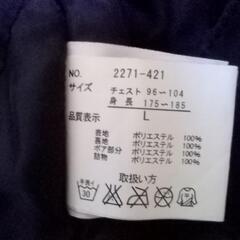 NO. 2271-421
サイズ チェスト 96~104
身長 175~185
品質表示 L
表地 ポリエステル 100%
裏地 ポリエステル 100%
ボア部分 ポリエステル 100%
詰物 ポリエステル 100%
取扱い方
手洗イ
30